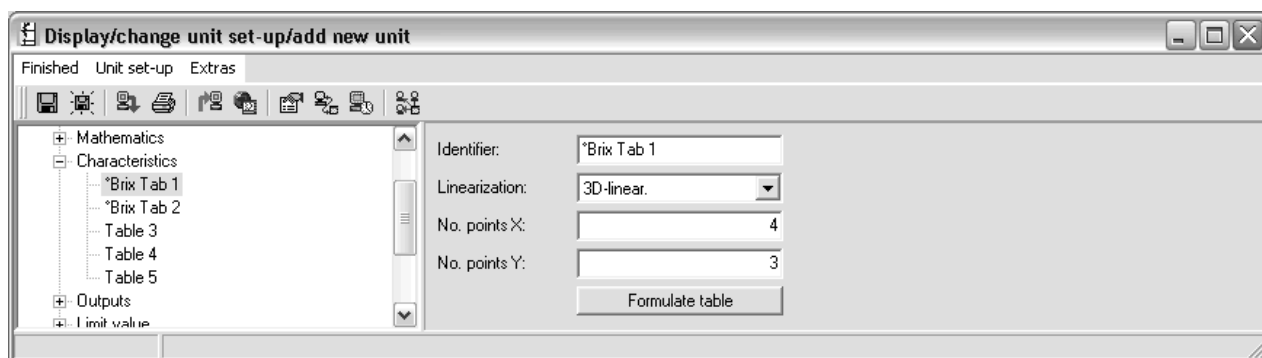 Display/change unit set-up/add new unit
Finished Unit set-up Extras
Mathematics
Characteristics
°Brix Tab 1
°Brix Tab 2
Table 3
Table 4
Table 5
Outputs
Limit value
Identifier: °Brix Tab 1
Linearization: 3D-linear.
No. points X: 4
No. points Y: 3
Formulate table